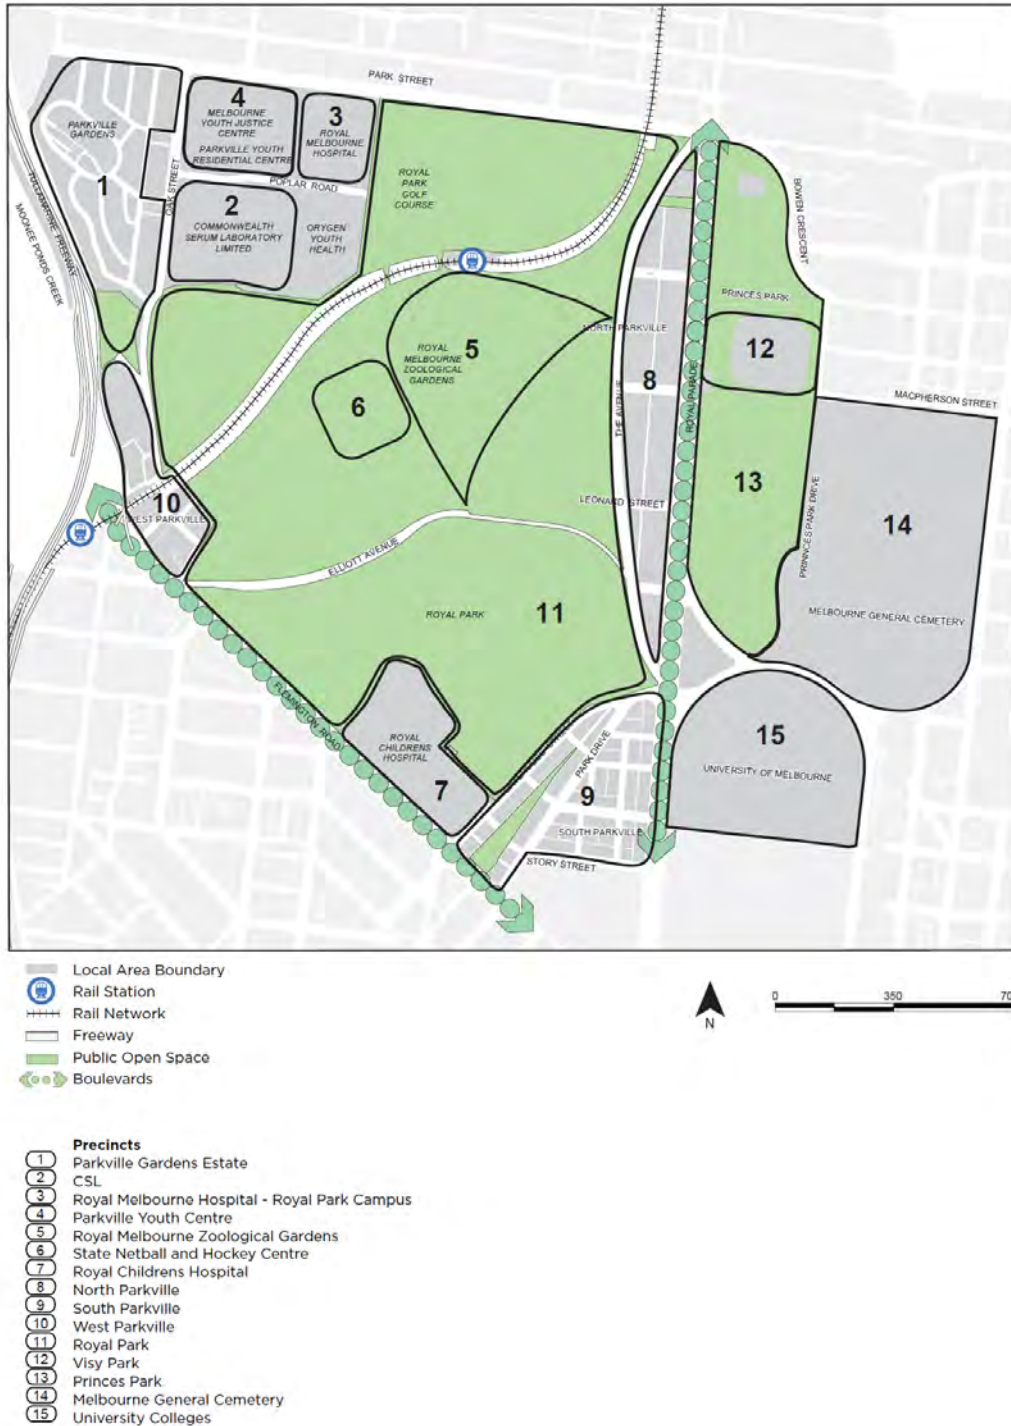 PARK STREET
4
MELBOURNE
YOUTH JUSTICE
CENTRE
PARKVILLE YOUTH
RESIDENTIAL CENTRE
3
ROYAL
MELBOURNE
HOSPITAL
PARKVILLE
GARDENS
1
OAK STREET
POPLAR ROAD
2
COMMONWEALTH
SERUM LABORATORY
LIMITED
ORYGEN
YOUTH
HEALTH
ROYAL
PARK
GOLF
COURSE
TULLAMARINE FREEWAY
MOONEE PONDS CREEK
BOWEN CRESCENT
PRINCES PARK
NORTH PARKVILLE
12
5
ROYAL
MELBOURNE
ZOOLOGICAL
GARDENS
6
8
THE AVENUE
ROYAL PARADE
MACPHERSON STREET
13
LEONARD STREET
PRINNCES PARK DRIVE
14
10
WEST PARKVILLE
ELLIOTT AVENUE
ROYAL PARK
11
MELBOURNE GENERAL CEMETERY
FLEMINGTON ROAD
ROYAL
CHILDRENS
HOSPITAL
7
PARK DRIVE
9
SOUTH PARKVILLE
STORY STREET
15
UNIVERSITY OF MELBOURNE
Local Area Boundary
Rail Station
Rail Network
Freeway
Public Open Space
Boulevards
N
0 350 70
Precincts
1 Parkville Gardens Estate
2 CSL
3 Royal Melbourne Hospital - Royal Park Campus
4 Parkville Youth Centre
5 Royal Melbourne Zoological Gardens
6 State Netball and Hockey Centre
7 Royal Childrens Hospital
8 North Parkville
9 South Parkville
10 West Parkville
11 Royal Park
12 Visy Park
13 Princes Park
14 Melbourne General Cemetery
15 University Colleges